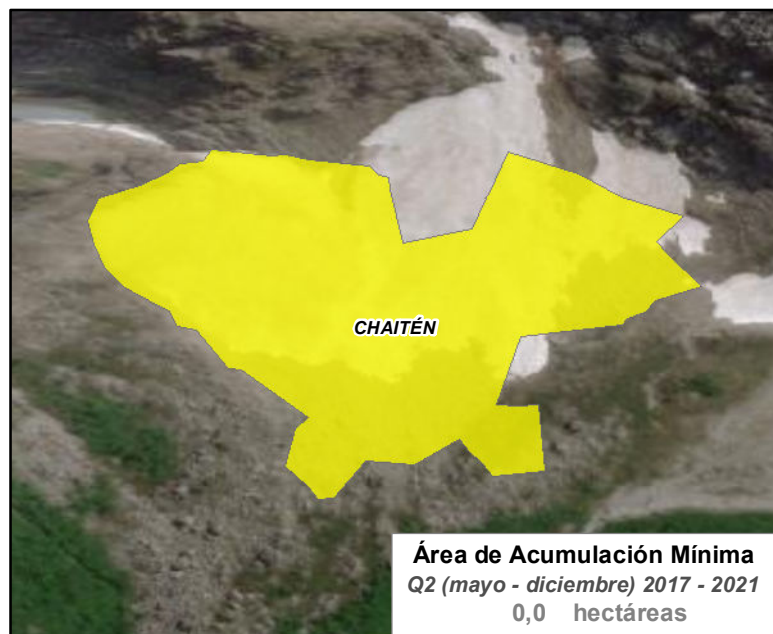 CHAITÉN
Área de Acumulación Mínima
Q2 (mayo - diciembre) 2017 - 2021
0,0 hectáreas